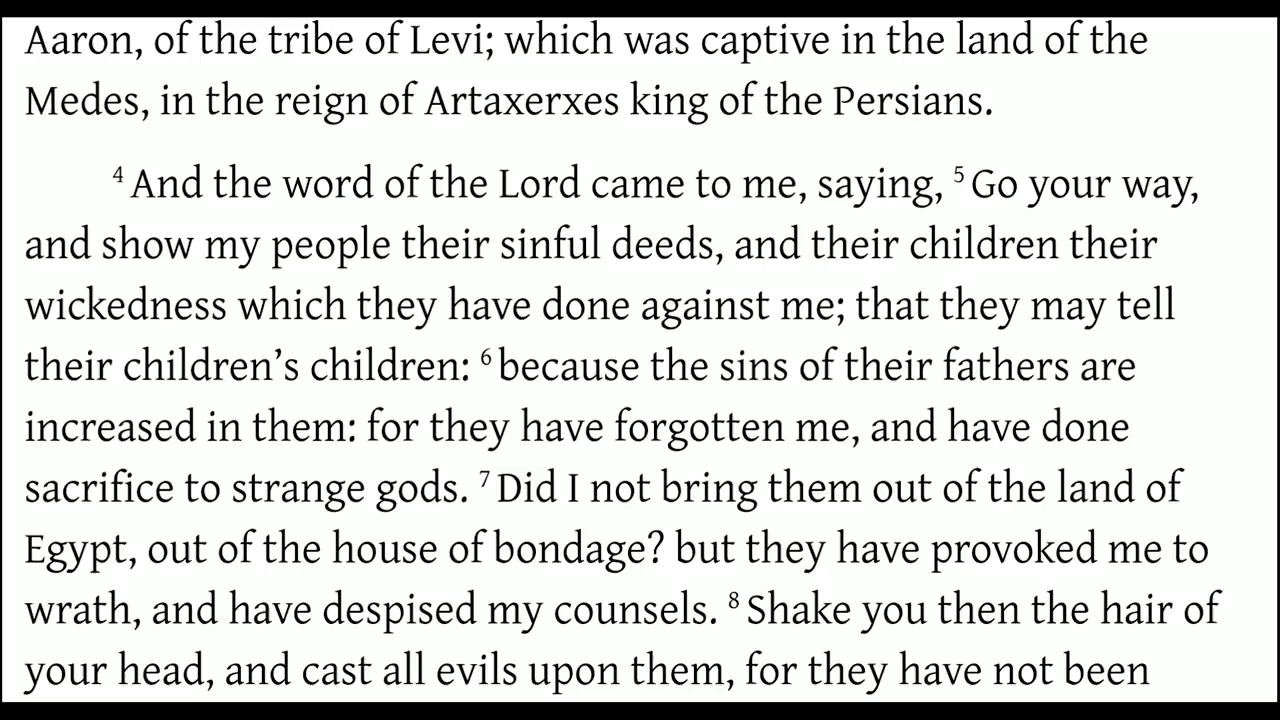 Aaron, of the tribe of Levi; which was captive in the land of the
Medes, in the reign of Artaxerxes king of the Persians.
4 And the word of the Lord came to me, saying, 5 Go your way,
and show my people their sinful deeds, and their children their
wickedness which they have done against me; that they may tell
their children’s children: 6 because the sins of their fathers are
increased in them: for they have forgotten me, and have done
sacrifice to strange gods. 7 Did I not bring them out of the land of
Egypt, out of the house of bondage? but they have provoked me to
wrath, and have despised my counsels. 8 Shake you then the hair of
your head, and cast all evils upon them, for they have not been